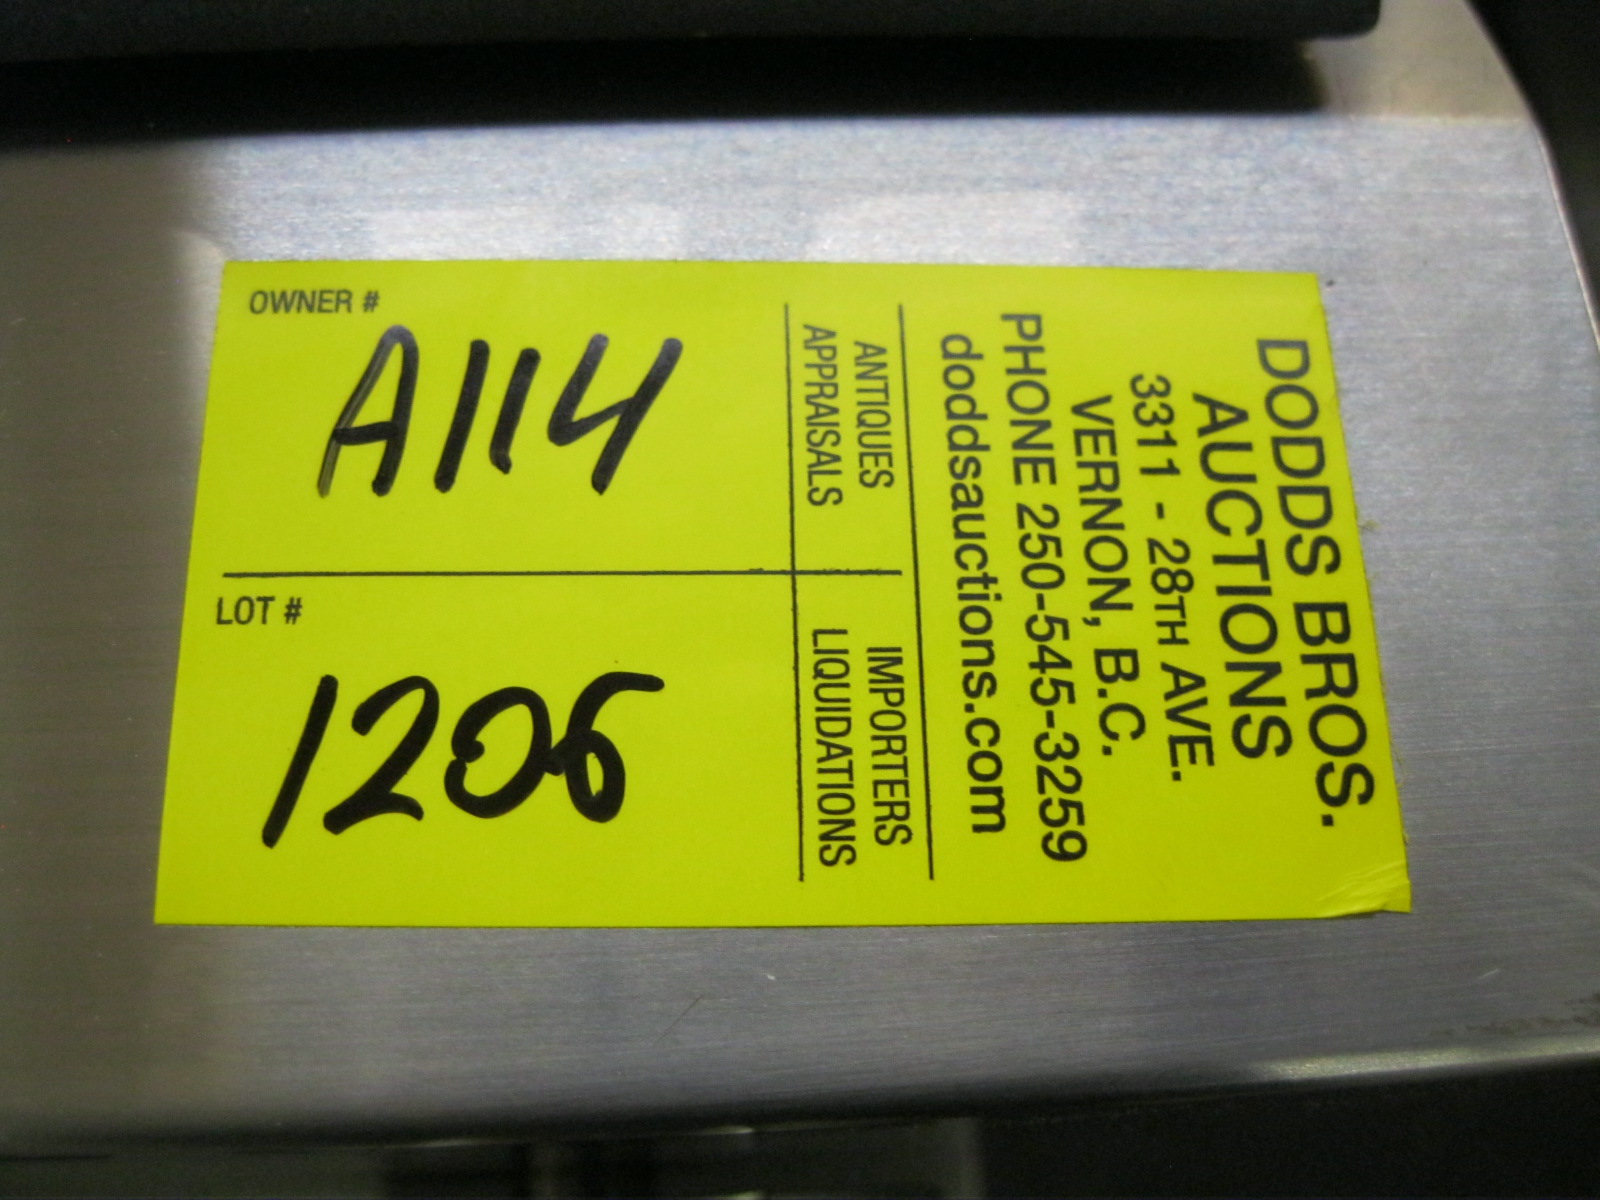 DODDS BROS.
AUCTIONS
3311 - 28TH AVE.
VERNON, B.C.
PHONE 250-545-3259
doddsauctions.com
ANTIQUES IMPORTERS
APPRAISALS LIQUIDATIONS
OWNER #
A114
LOT #
1206